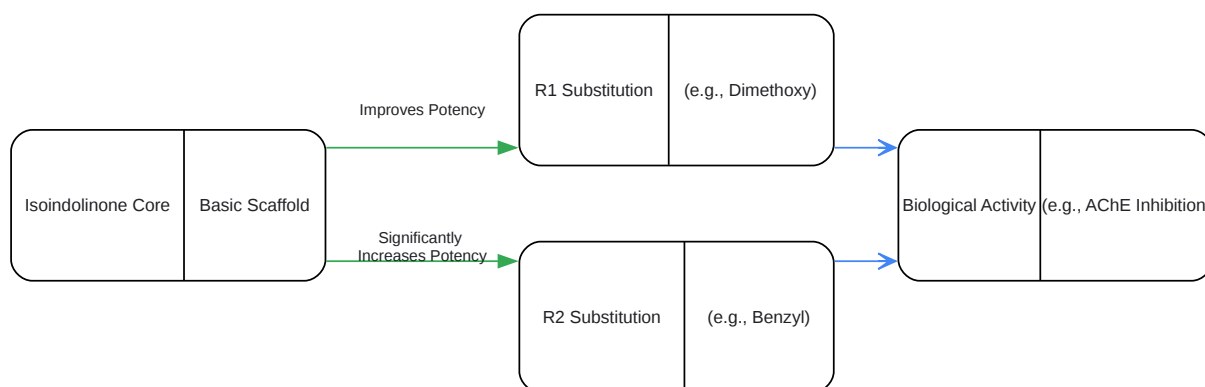 R1 Substitution
(e.g., Dimethoxy)
Improves Potency
Isoindolinone Core
Basic Scaffold
Biological Activity
(e.g., AChE Inhibition
Significantly
Increases Potency
R2 Substitution
(e.g., Benzyl)